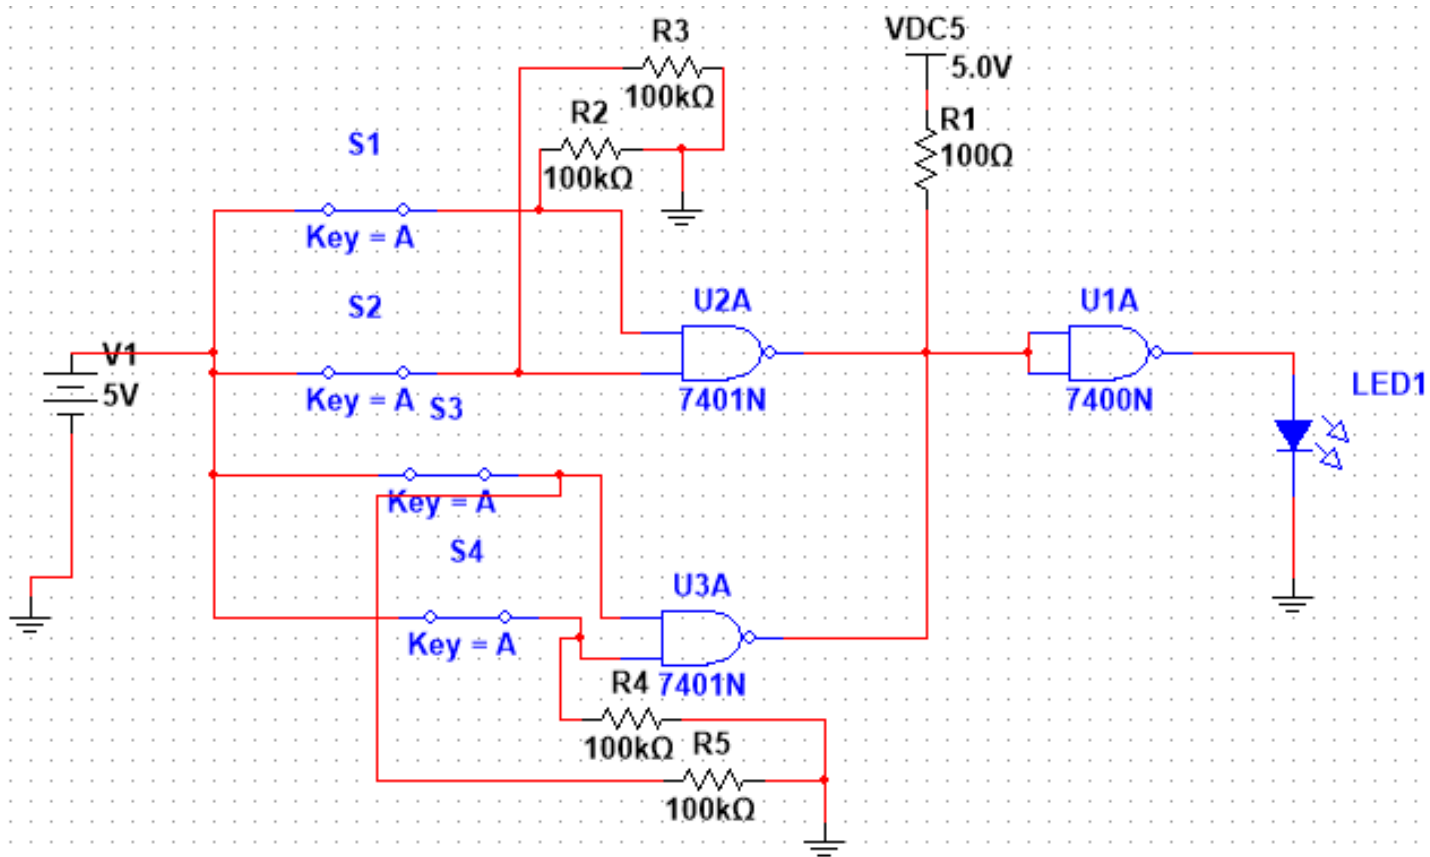 R3
100kΩ
VDC5
5.0V
R2
100kΩ
R1
100Ω
S1
Key = A
S2
Key = A
U2A
7401N
U1A
7400N
V1
5V
LED1
S3
Key = A
S4
Key = A
U3A
7401N
R4
100kΩ
R5
100kΩ